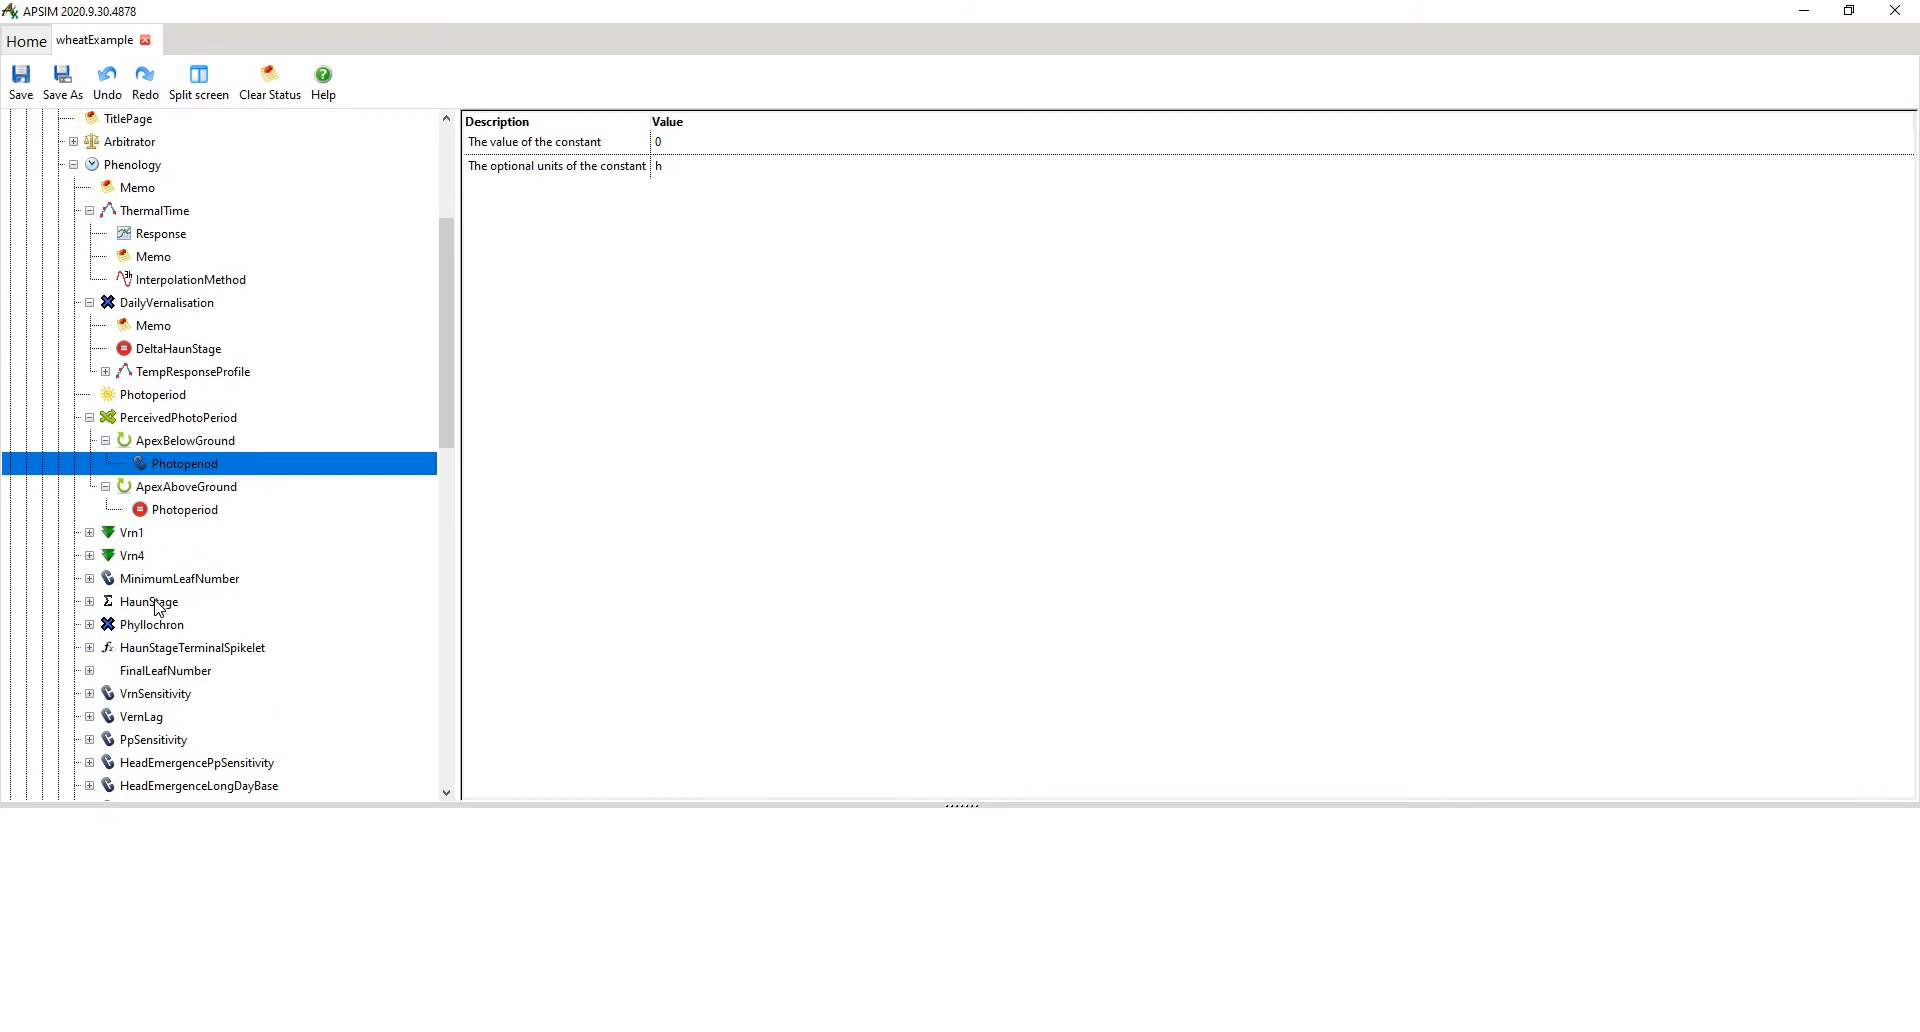 APSIM 2020.9.30.4878
Home wheatExample
Save Save As Undo Redo Split screen Clear Status Help
TitlePage
Arbitrator
Phenology
Memo
ThermalTime
Response
Memo
InterpolationMethod
DailyVernalisation
Memo
DeltaHaunStage
TempResponseProfile
Photoperiod
PerceivedPhotoPeriod
ApexBelowGround
Photoperiod
ApexAboveGround
Photoperiod
Vrn1
Vrn4
MinimumLeafNumber
HaunStage
Phyllochron
HaunStageTerminalSpikelet
FinalLeafNumber
VrnSensitivity
VernLag
PpSensitivity
HeadEmergencePpSensitivity
HeadEmergenceLongDayBase
Description Value
The value of the constant 0
The optional units of the constant h